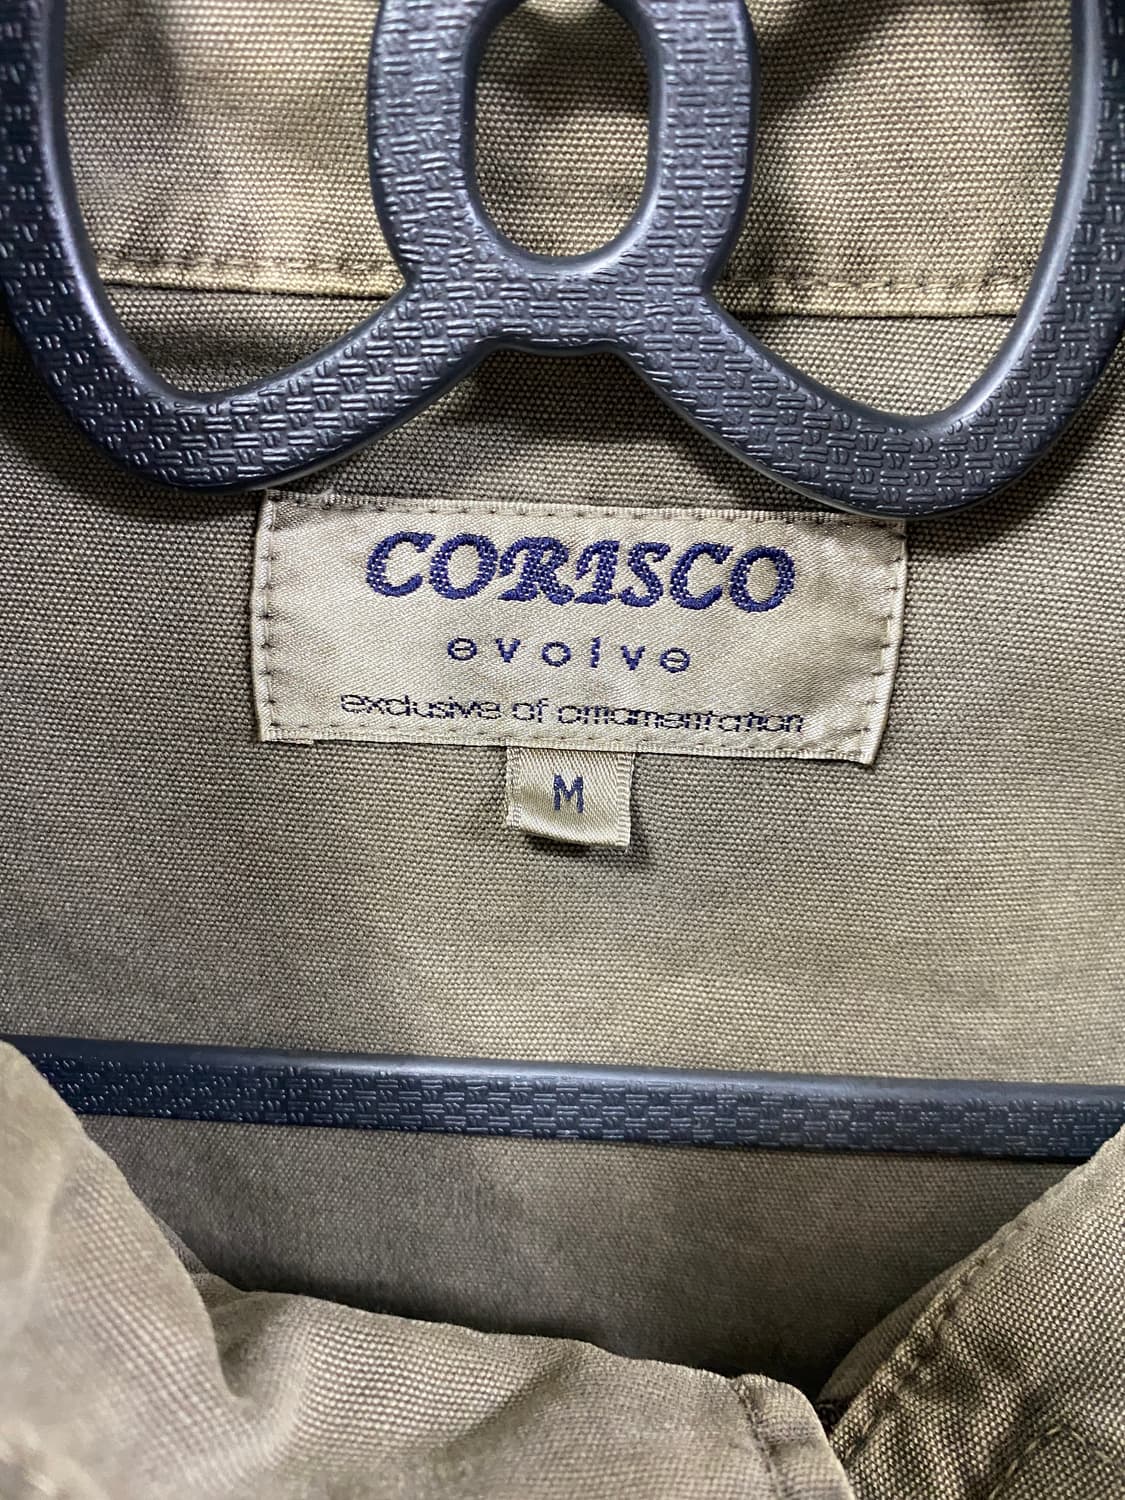 CORISCO
evolve
exclusive of ornamentation
M